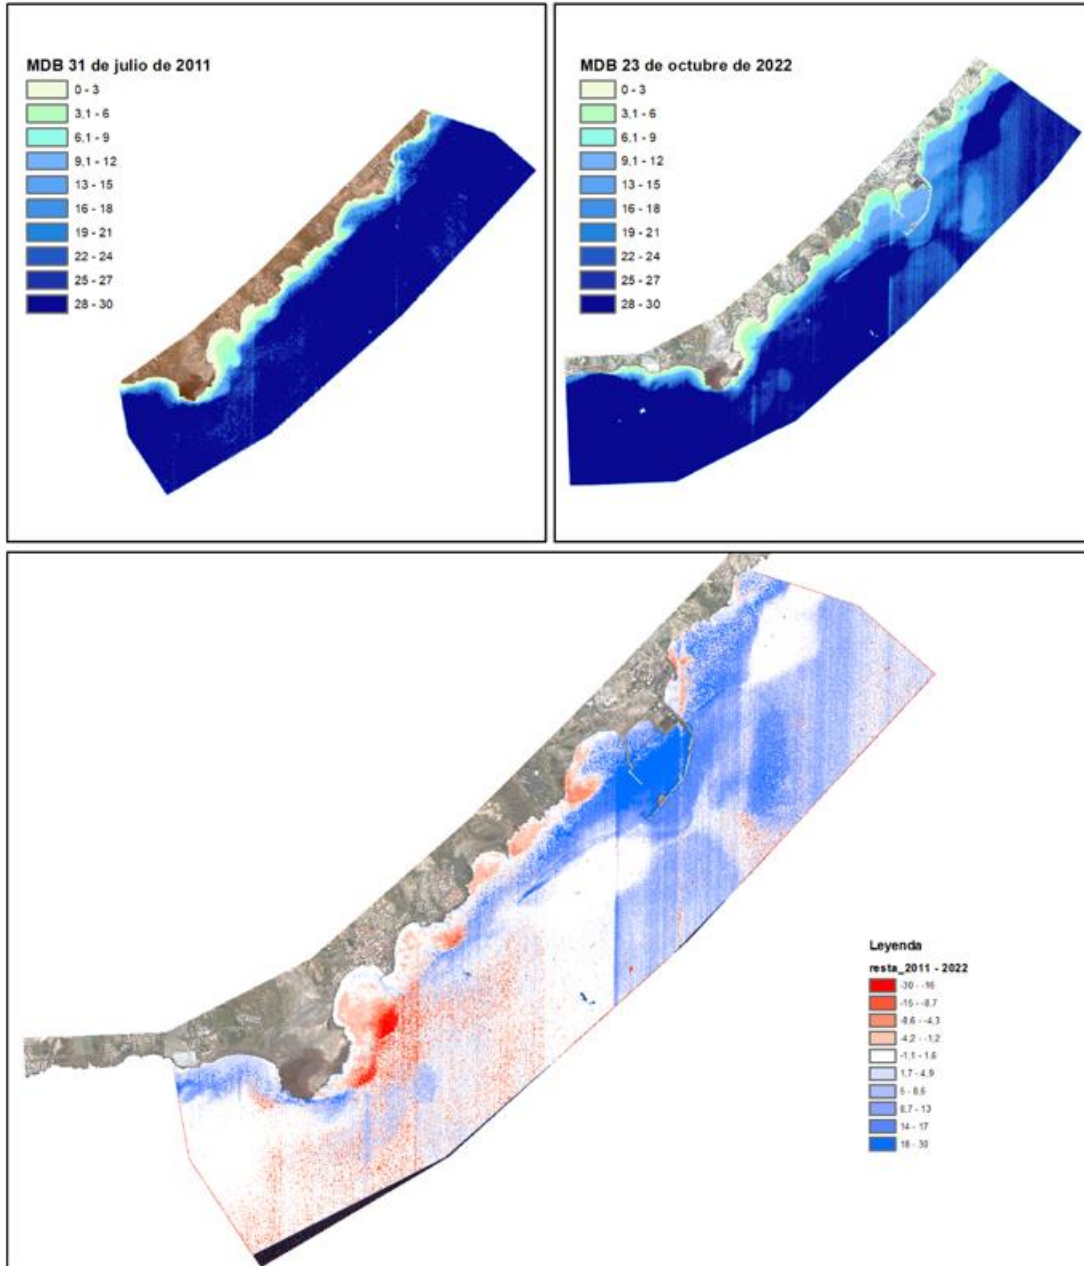 MDB 31 de julio de 2011
0 - 3
3,1 - 6
6,1 - 9
9,1 - 12
13 - 15
16 - 18
19 - 21
22 - 24
25 - 27
28 - 30
MDB 23 de octubre de 2022
0 - 3
3,1 - 6
6,1 - 9
9,1 - 12
13 - 15
16 - 18
19 - 21
22 - 24
25 - 27
28 - 30
Leyenda
resta_2011 - 2022
-30 - -16
-15 - -8,7
-8,6 - -4,3
-4,2 - -1,2
-1,1 - 1,6
1,7 - 4,9
5 - 8,6
8,7 - 13
14 - 17
18 - 30